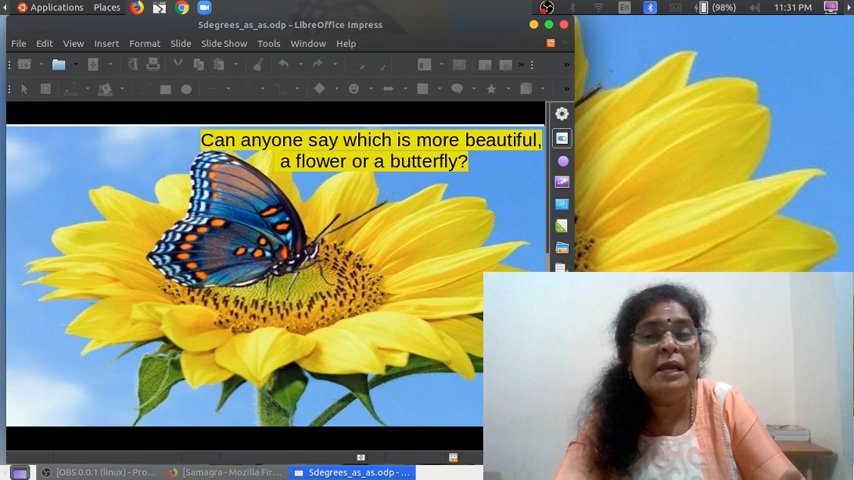 Applications Places En (98%) 11:31 PM
5degrees_as_as.odp - LibreOffice Impress
File Edit View Insert Format Slide Slide Show Tools Window Help
Can anyone say which is more beautiful,
a flower or a butterfly?
[OBS 0.0.1 (linux) - Pro... [Samagra - Mozilla Fir... 5degrees_as_as.odp - ...